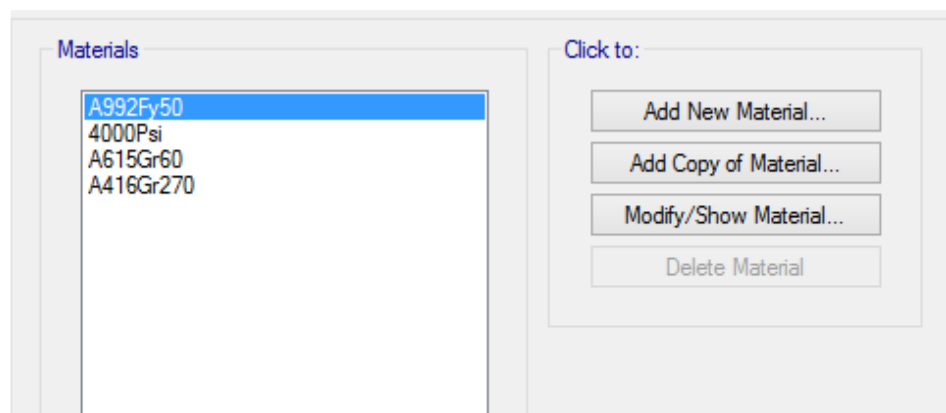 Materials
A992Fy50
4000Psi
A615Gr60
A416Gr270
Click to:
Add New Material...
Add Copy of Material...
Modify/Show Material...
Delete Material